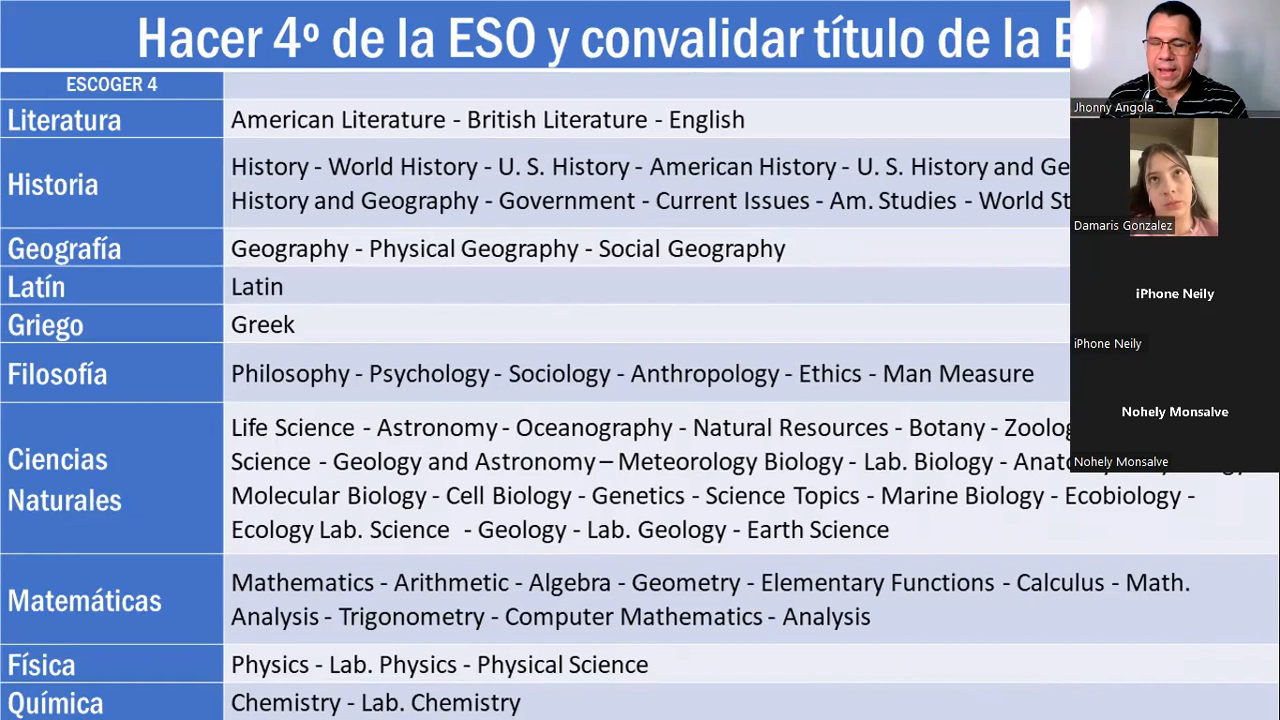 Hacer 4º de la ESO y convalidar título de la
ESCOGER 4
Literatura
American Literature - British Literature - English
Historia
History - World History - U. S. History - American History - U. S. History and
History and Geography - Government - Current Issues - Am. Studies - World
Geografía
Geography - Physical Geography - Social Geography
Latín
Latin
Griego
Greek
Filosofía
Philosophy - Psychology - Sociology - Anthropology - Ethics - Man Measure
Ciencias
Naturales
Life Science - Astronomy - Oceanography - Natural Resources - Botany -
Science - Geology and Astronomy – Meteorology Biology - Lab. Biology -
Molecular Biology - Cell Biology - Genetics - Science Topics - Marine Biology - Ecobiology -
Ecology Lab. Science - Geology - Lab. Geology - Earth Science
Matemáticas
Mathematics - Arithmetic - Algebra - Geometry - Elementary Functions - Calculus - Math.
Analysis - Trigonometry - Computer Mathematics - Analysis
Física
Physics - Lab. Physics - Physical Science
Química
Chemistry - Lab. Chemistry
Jhonny Angola
Damaris Gonzalez
iPhone Neily
iPhone Neily
Nohely Monsalve
Nohely Monsalve